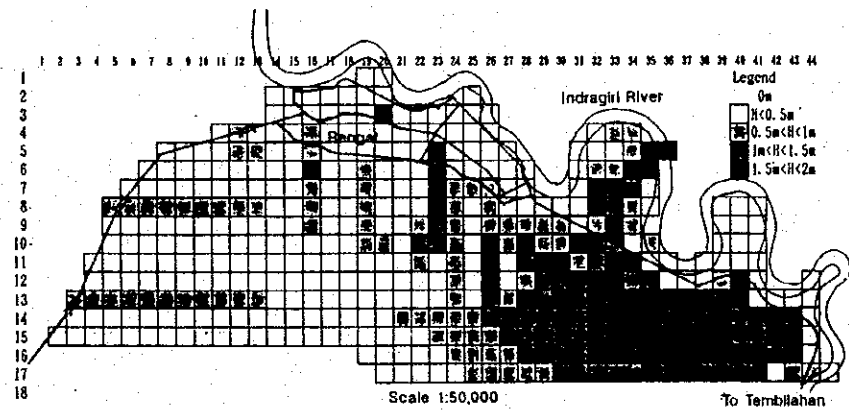 1 2 3 4 5 6 7 8 9 10 11 12 13 14 15 16 17 18 19 20 21 22 23 24 25 26 27 28 29 30 31 32 33 34 35 36 37 38 39 40 41 42 43 44
Legend
0m
H<0.5m
0.5m<H<1m
1m<H<1.5m
1.5m<H<2m
Indragiri River
Rengat
1
2
3
4
5
6
7
8
9
10
11
12
13
14
15
16
17
18
Scale 1:50,000
To Tembilahan